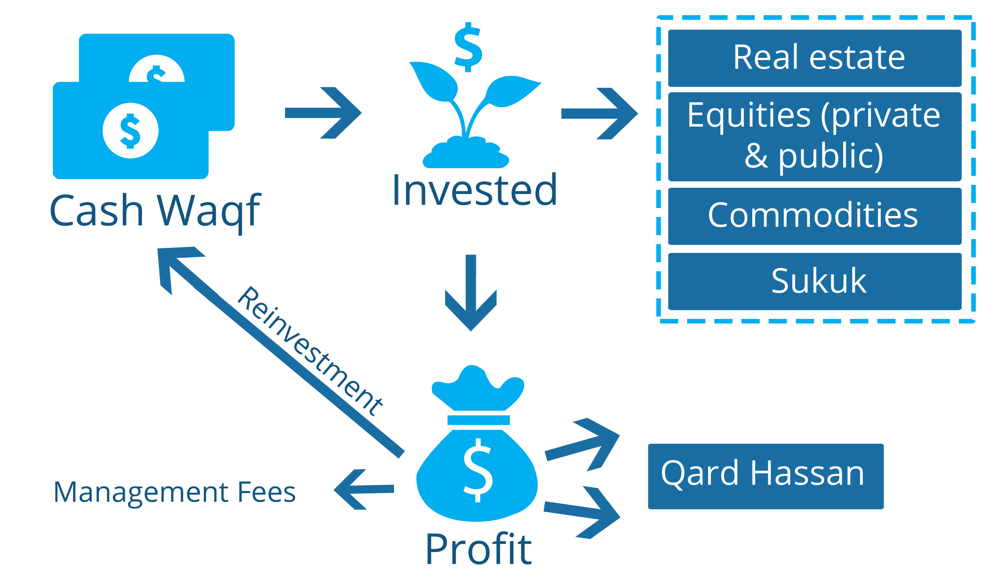 $
$
$
Cash Waqf
Invested
Real estate
Equities (private
& public)
Commodities
Sukuk
Reinvestment
Management Fees
$
Profit
Qard Hassan